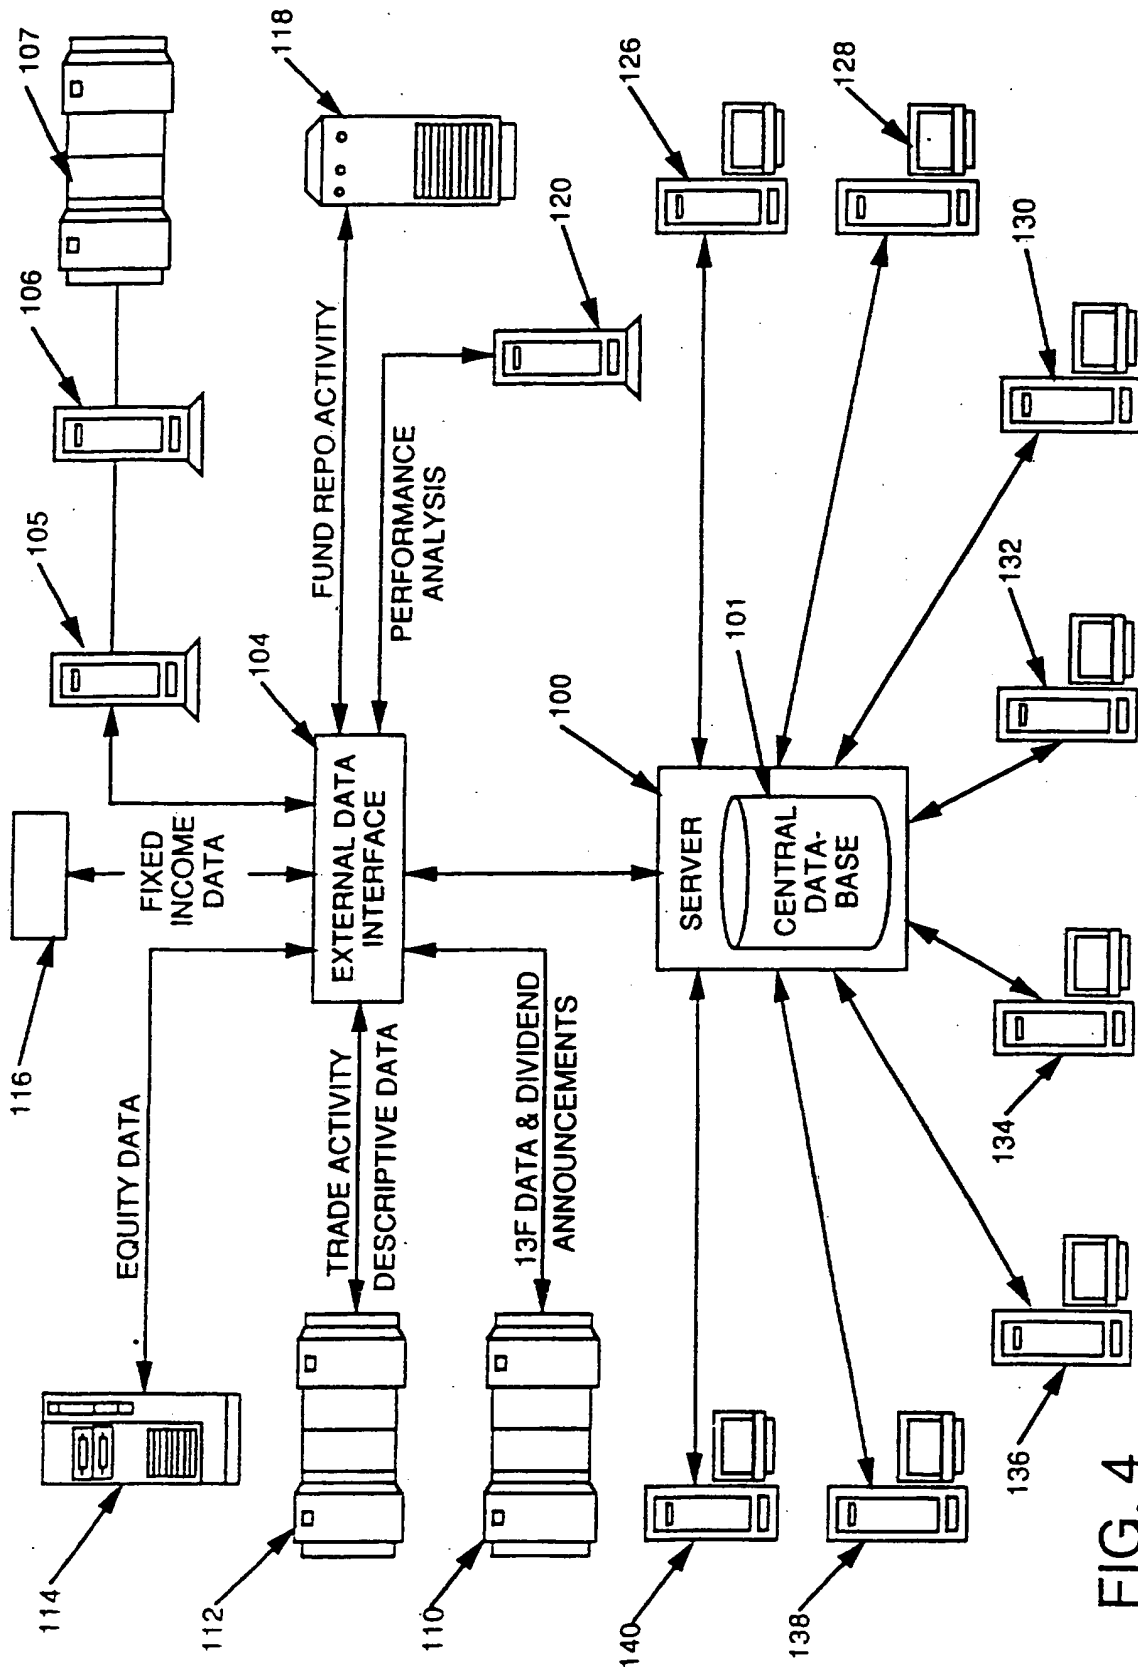 114
116
105
106
107
EQUITY DATA
FIXED
INCOME
DATA
104
118
112
TRADE ACTIVITY
DESCRIPTIVE DATA
EXTERNAL DATA
INTERFACE
FUND REPO.ACTIVITY
PERFORMANCE
ANALYSIS
120
110
13F DATA & DIVIDEND
ANNOUNCEMENTS
100
101
SERVER
CENTRAL
DATA-
BASE
126
128
130
132
134
136
138
140
FIG. 4